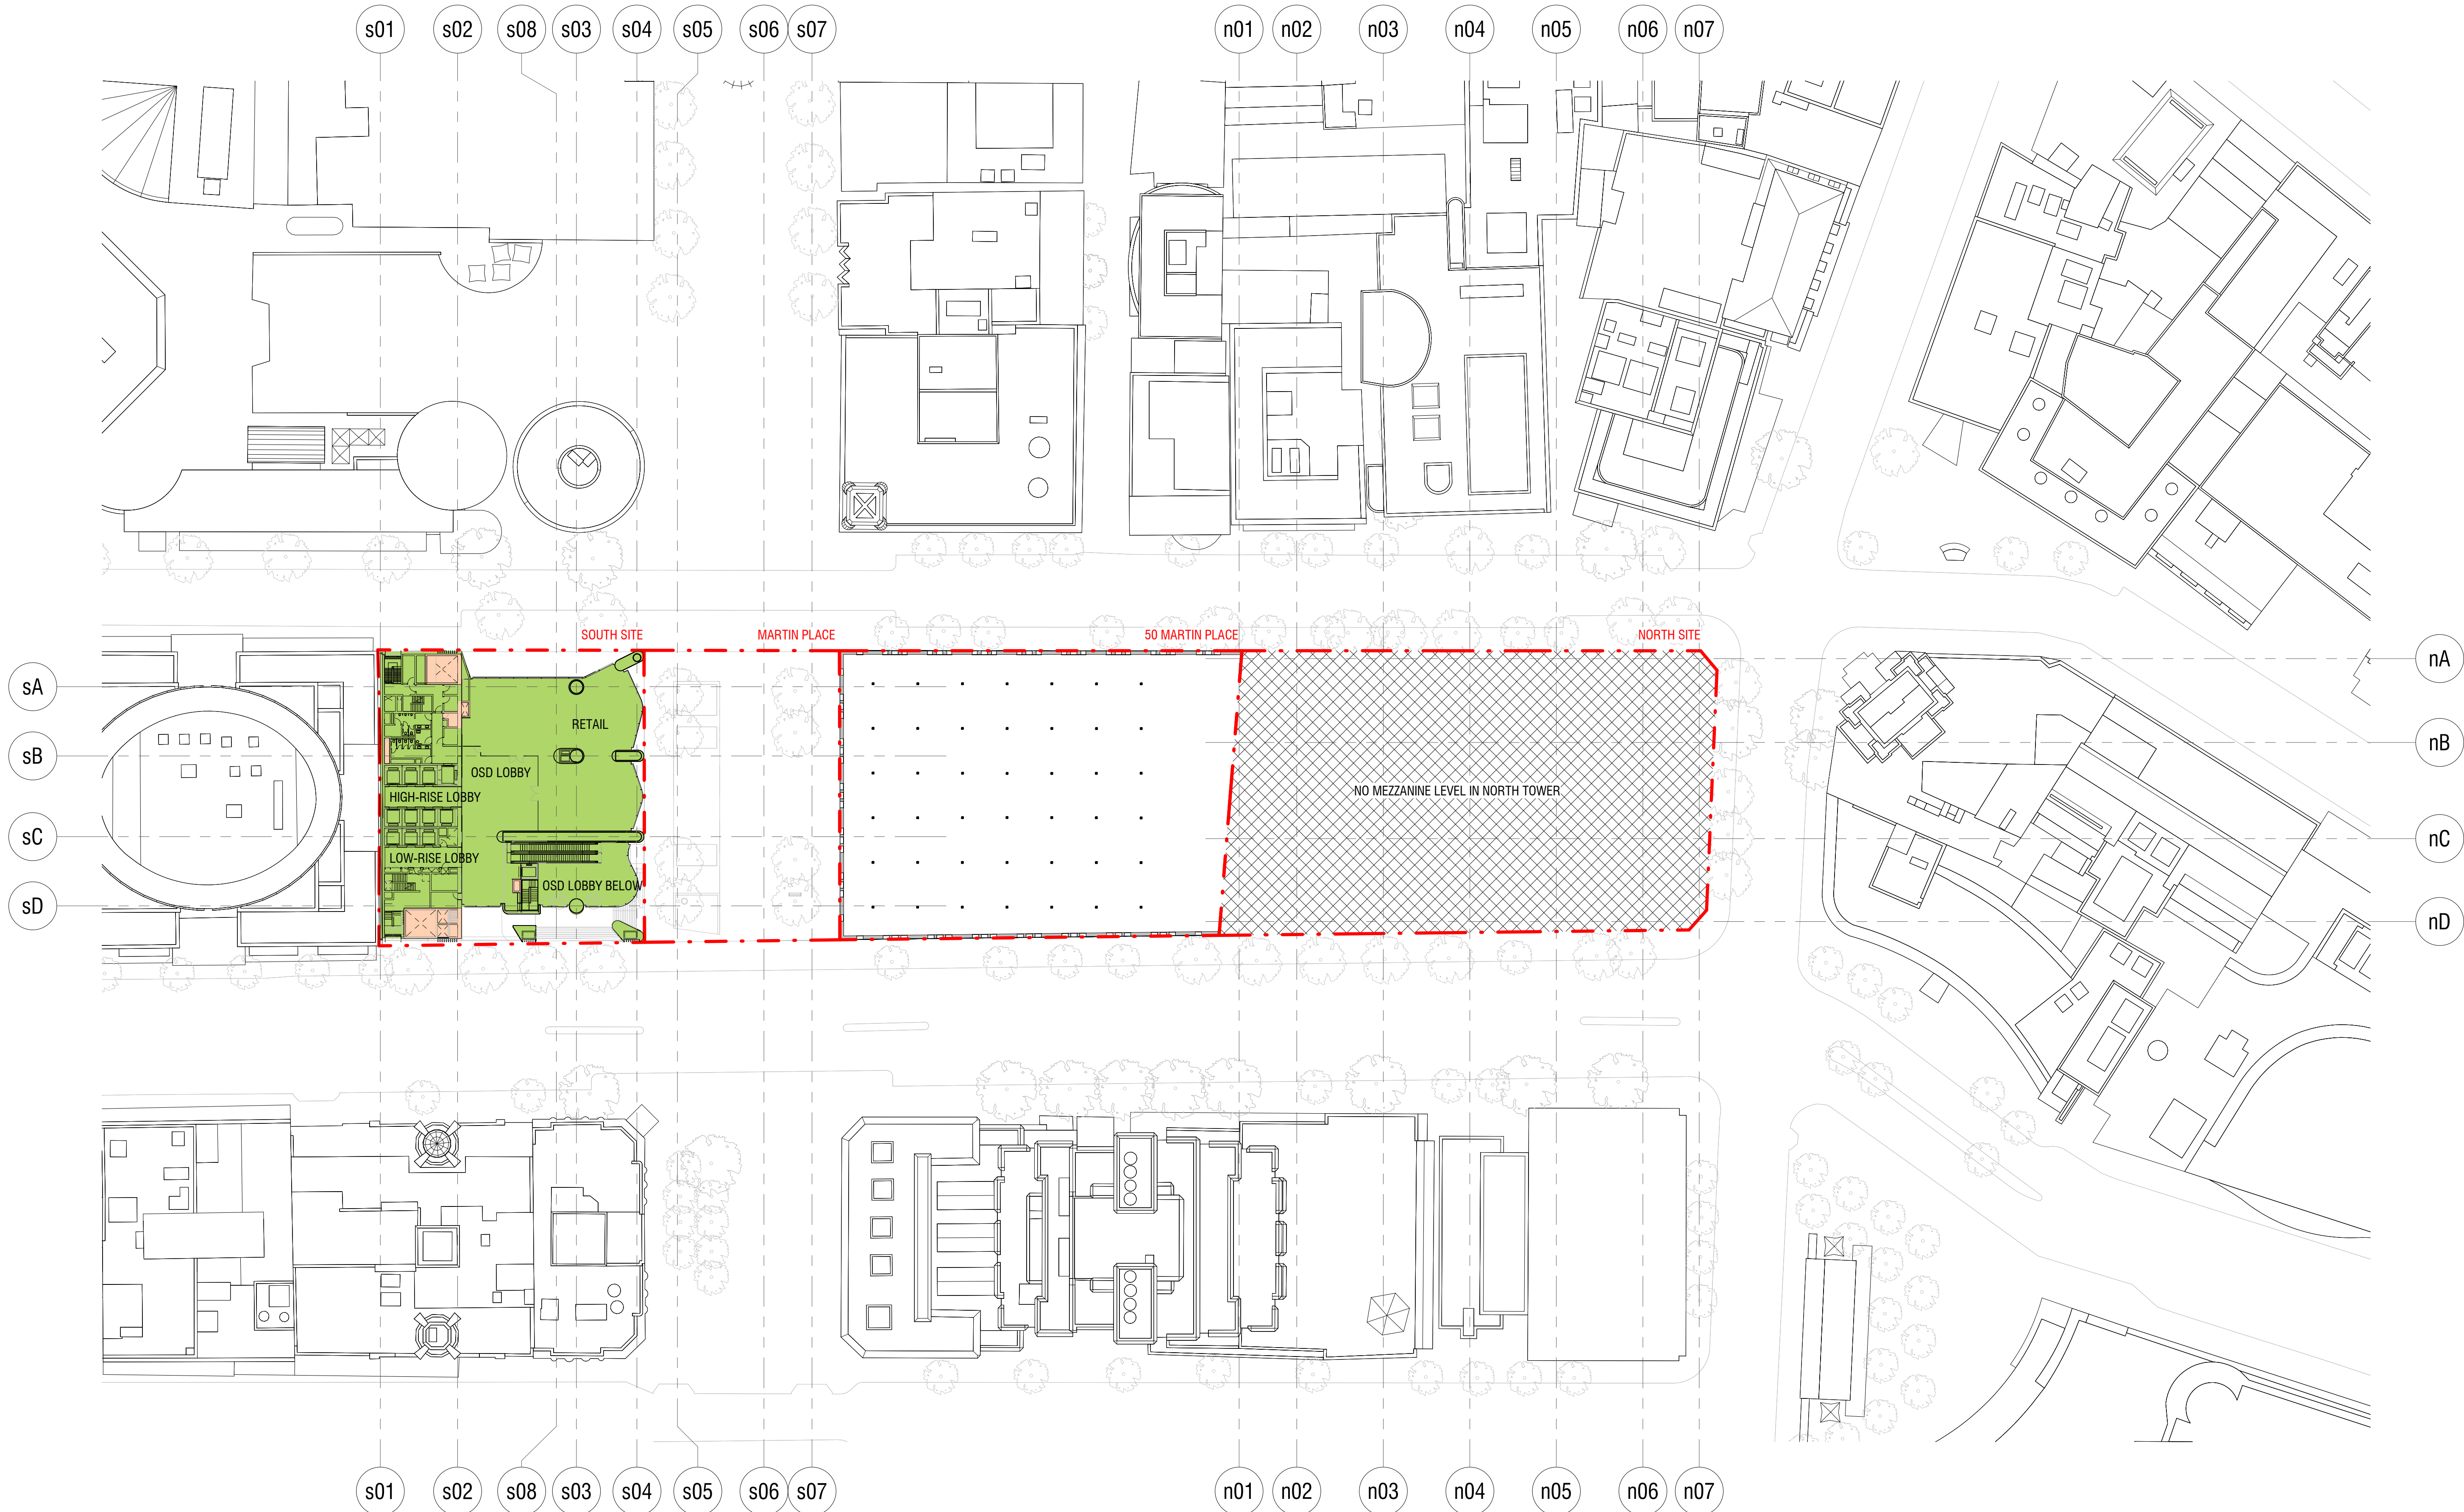 s01 s02 s08 s03 s04 s05 s06 s07 n01 n02 n03 n04 n05 n06 n07
SOUTH SITE MARTIN PLACE 50 MARTIN PLACE NORTH SITE
sA nA
RETAIL
sB nB
OSD LOBBY
HIGH-RISE LOBBY NO MEZZANINE LEVEL IN NORTH TOWER
sC nC
LOW-RISE LOBBY
OSD LOBBY BELOW
sD nD
s01 s02 s08 s03 s04 s05 s06 s07 n01 n02 n03 n04 n05 n06 n07